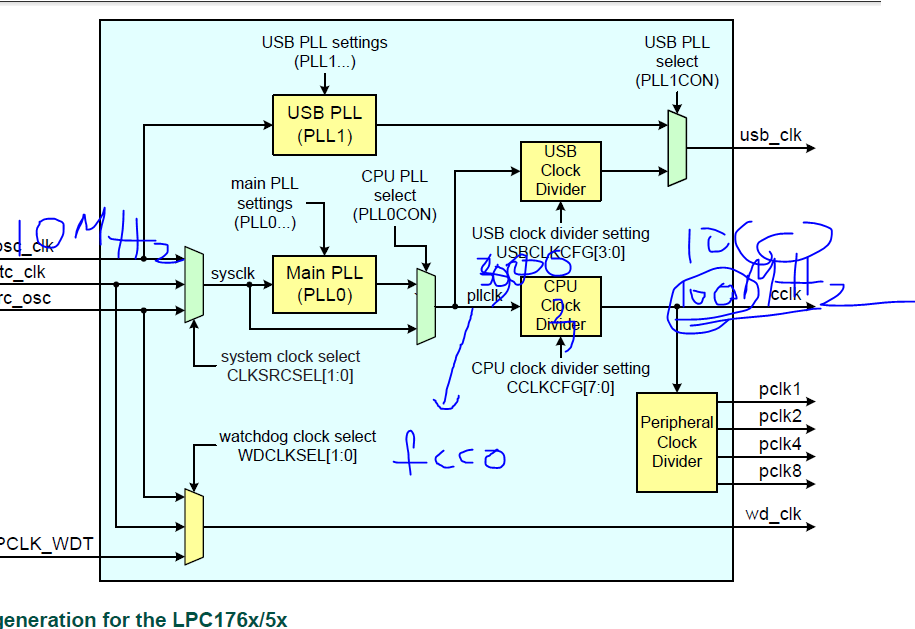 USB PLL settings
(PLL1...)
USB PLL
select
(PLL1CON)
USB PLL
(PLL1)
usb_clk
USB
Clock
Divider
main PLL
settings
(PLL0...)
CPU PLL
select
(PLL0CON)
10MHz
USB clock divider setting
USBCLKCFG[3:0]
osc_clk
rtc_clk
irc_osc
sysclk
Main PLL
(PLL0)
pllclk
CPU
Clock
Divider
100MHz
cclk
system clock select
CLKSRCSEL[1:0]
CPU clock divider setting
CCLKCFG[7:0]
fcco
Peripheral
Clock
Divider
pclk1
pclk2
pclk4
pclk8
watchdog clock select
WDCLKSEL[1:0]
wd_clk
PCLK_WDT
generation for the LPC176x/5x